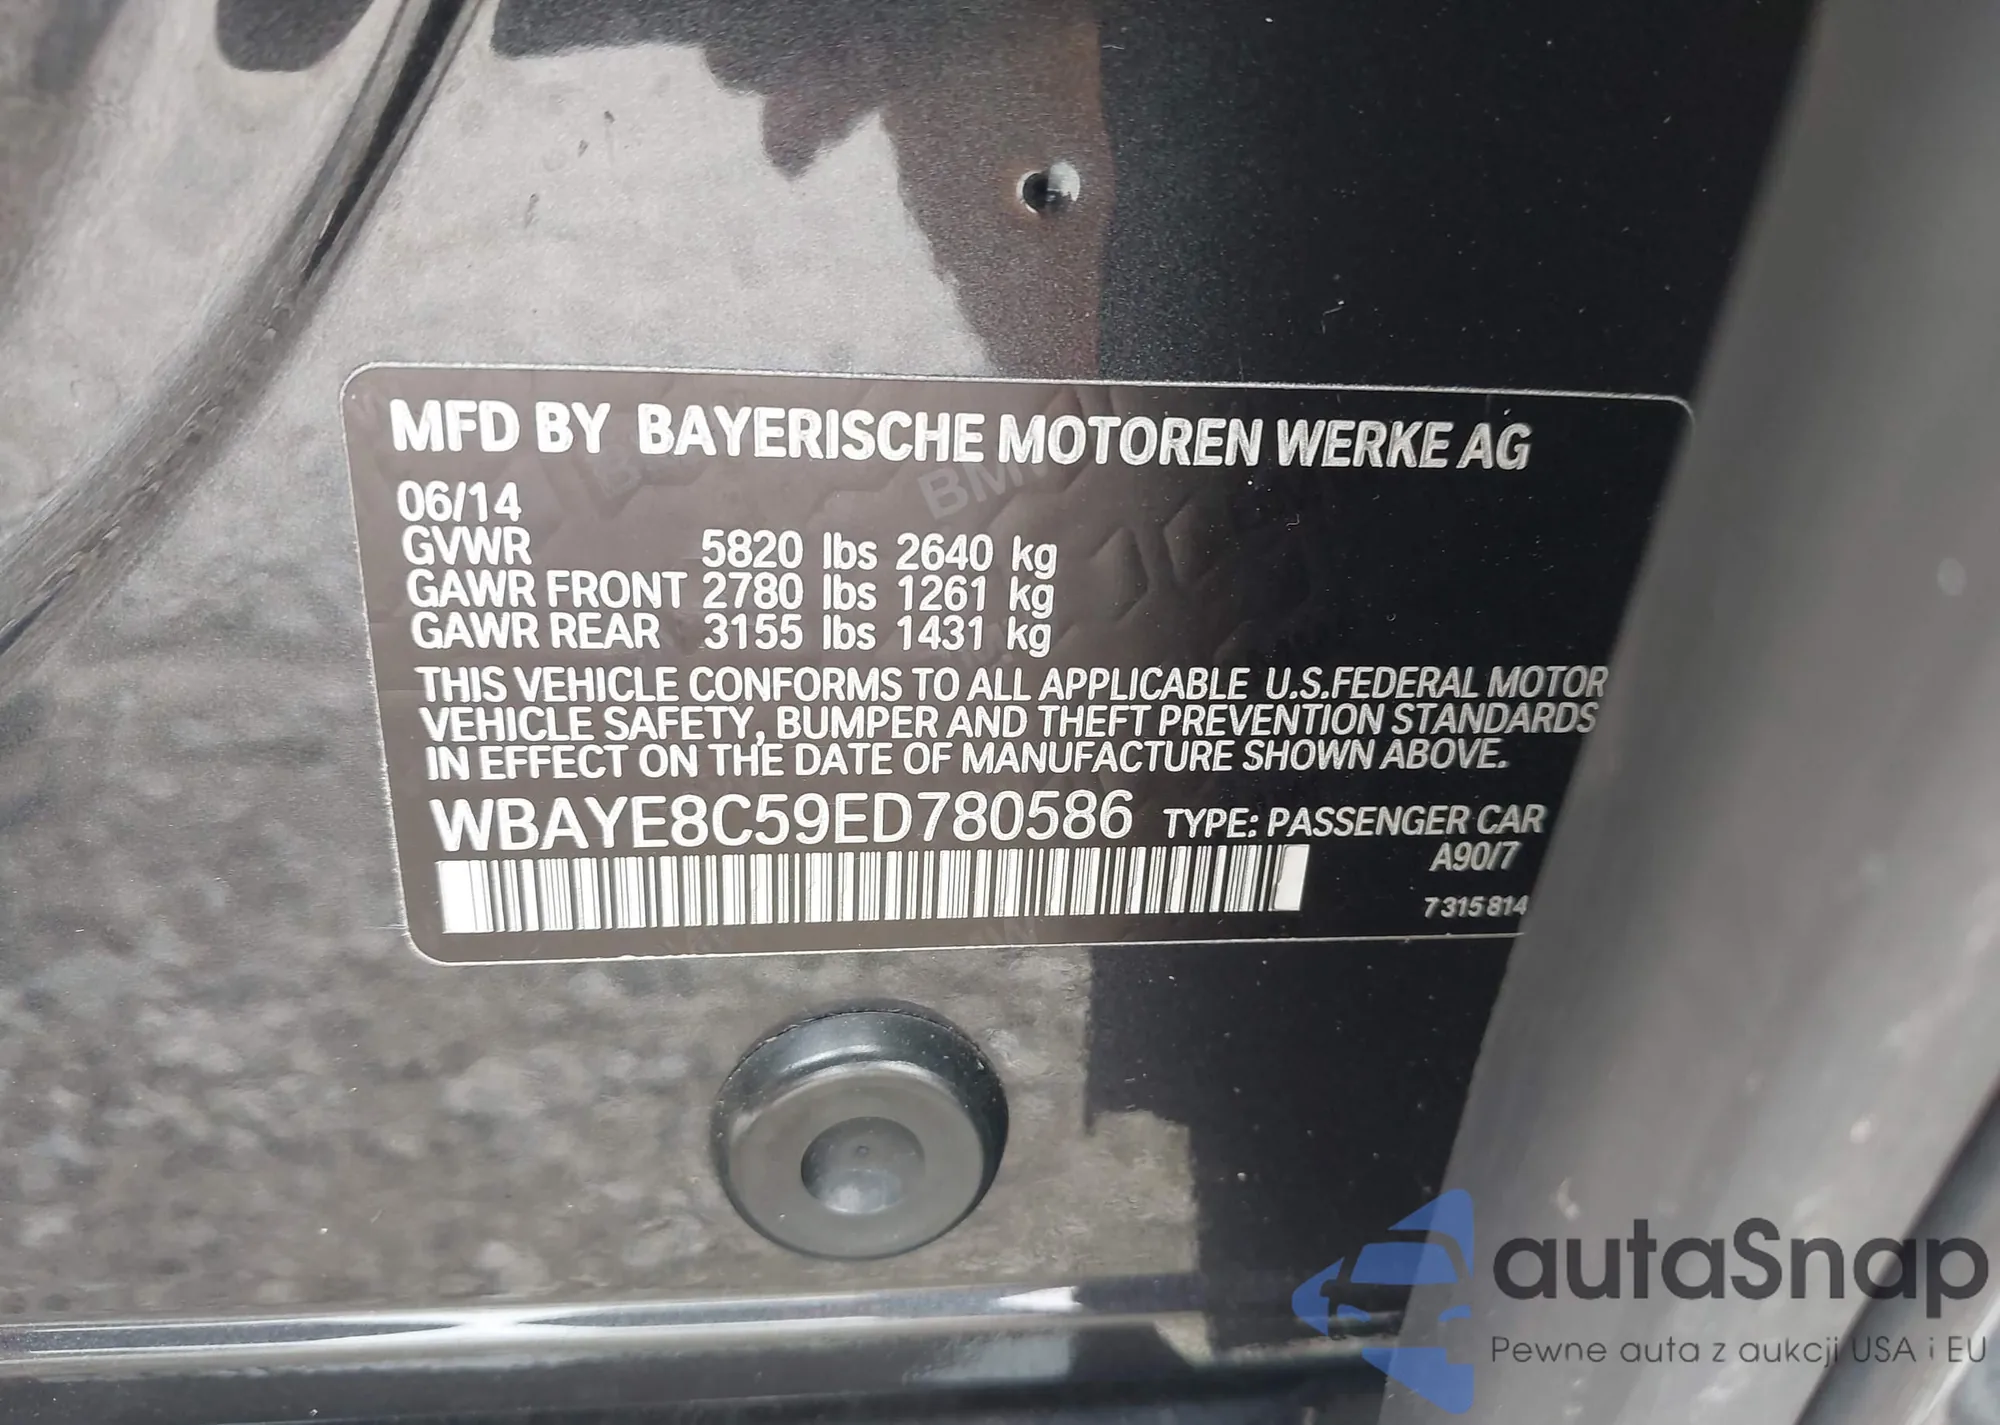 MFD BY BAYERISCHE MOTOREN WERKE AG
06/14
GVWR 5820 lbs 2640 kg
GAWR FRONT 2780 lbs 1261 kg
GAWR REAR 3155 lbs 1431 kg
THIS VEHICLE CONFORMS TO ALL APPLICABLE U.S.FEDERAL MOTOR
VEHICLE SAFETY, BUMPER AND THEFT PREVENTION STANDARDS
IN EFFECT ON THE DATE OF MANUFACTURE SHOWN ABOVE.
WBAYE8C59ED780586 TYPE: PASSENGER CAR
A90/7
7 315 814
autaSnap
Pewne auta z aukcji USA i EU